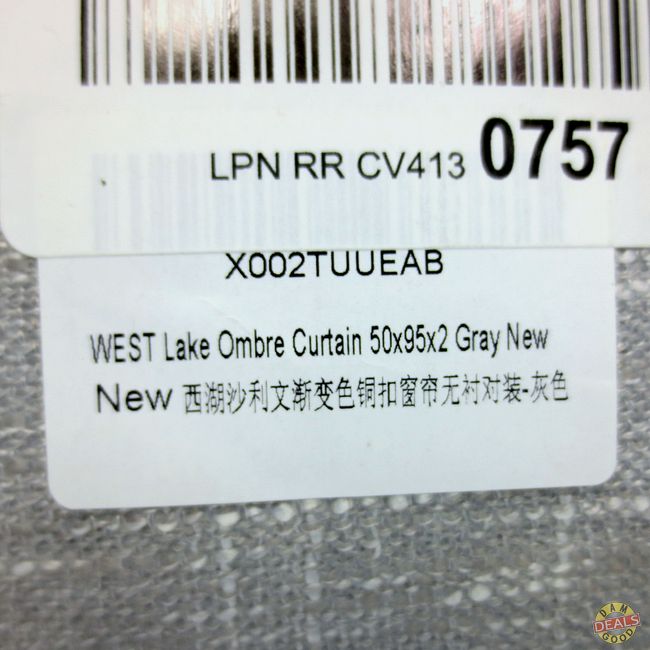 LPN RR CV413 0757
X002TUUEAB
WEST Lake Ombre Curtain 50x95x2 Gray New
New 西湖沙利文渐变色铜扣窗帘无衬对装-灰色
DAM
DEALS
GOOD